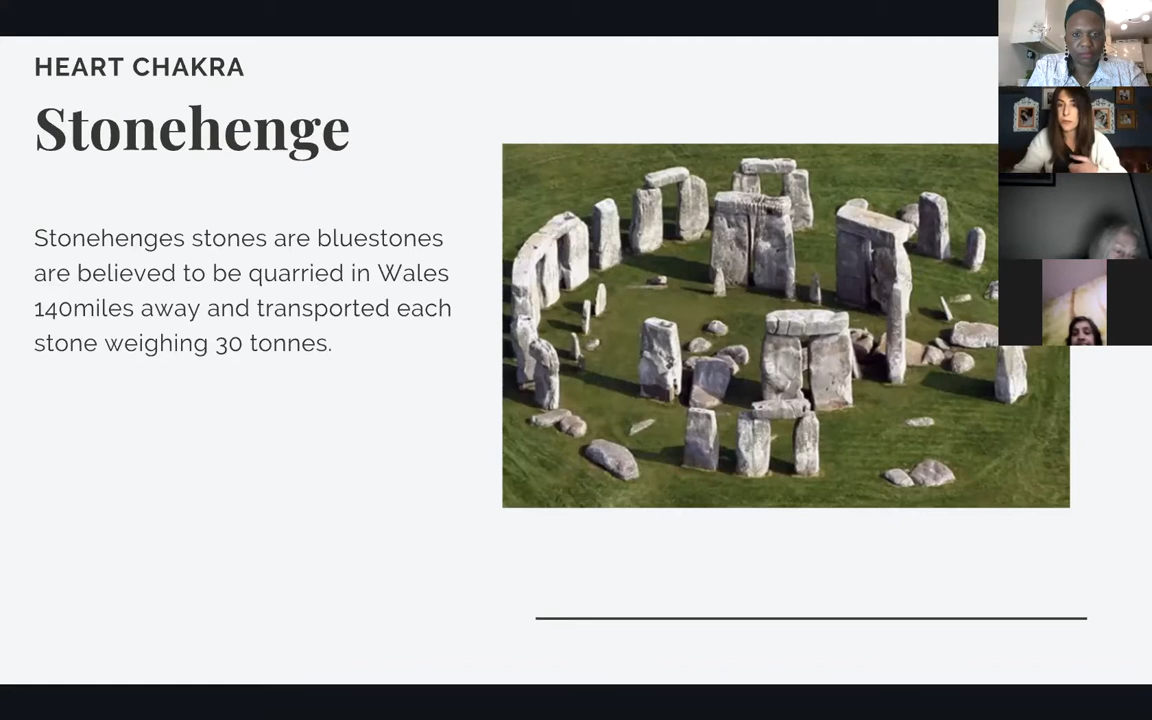 HEART CHAKRA
Stonehenge
Stonehenges stones are bluestones
are believed to be quarried in Wales
140miles away and transported each
stone weighing 30 tonnes.